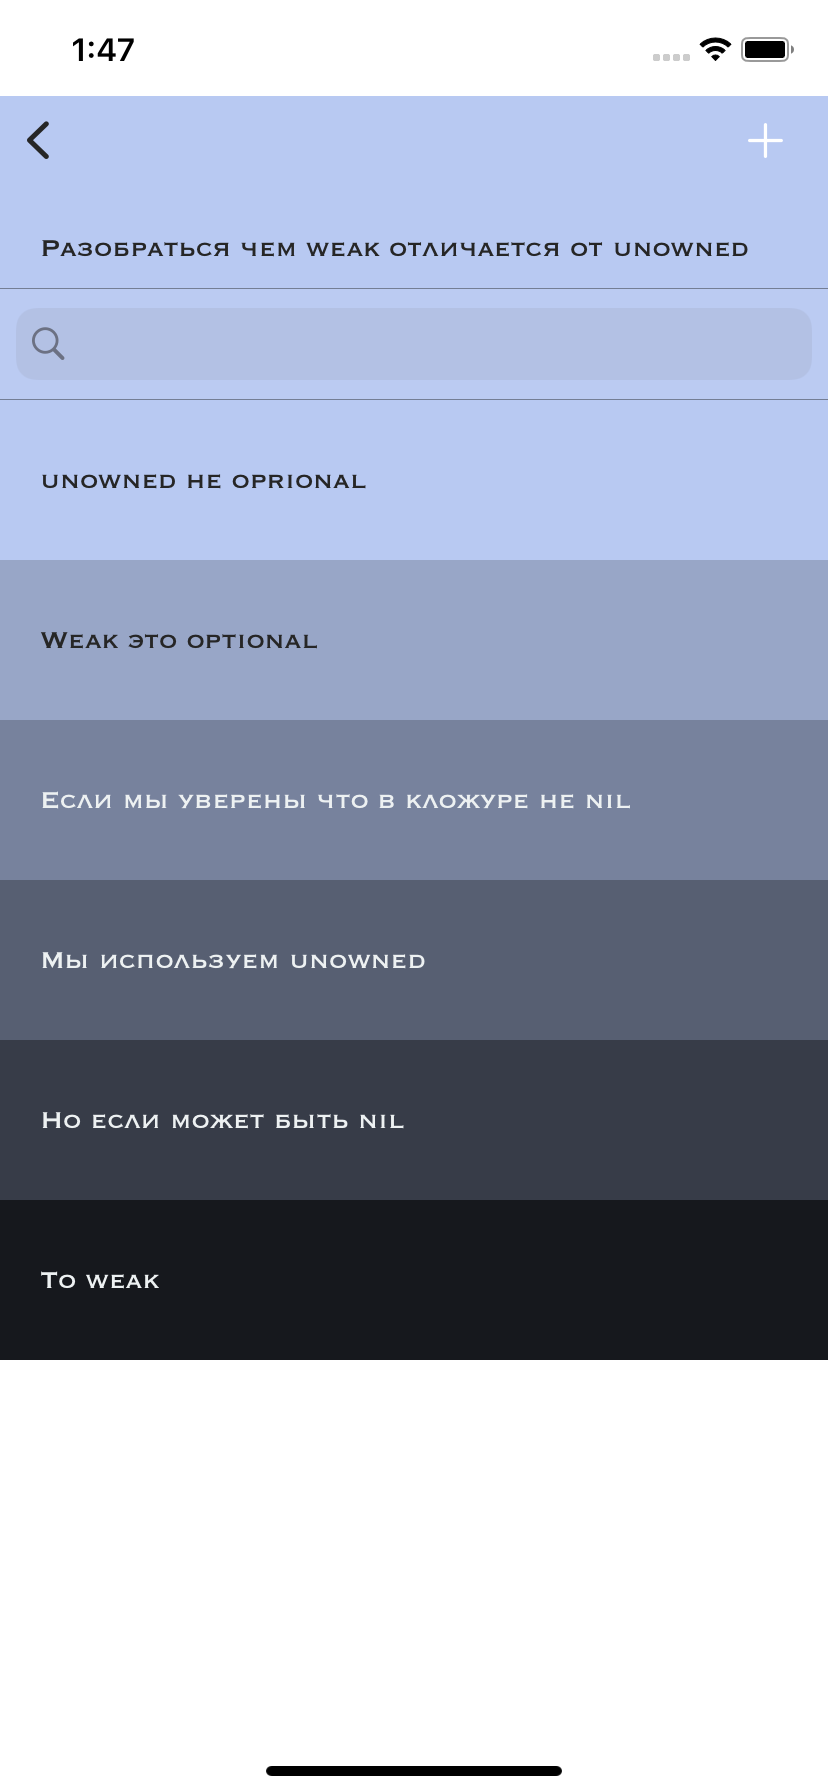 1:47
Разобраться чем weak отличается от unowned
unowned не oprional
Weak это optional
Если мы уверены что в кложуре не nil
Мы используем unowned
Но если может быть nil
То weak